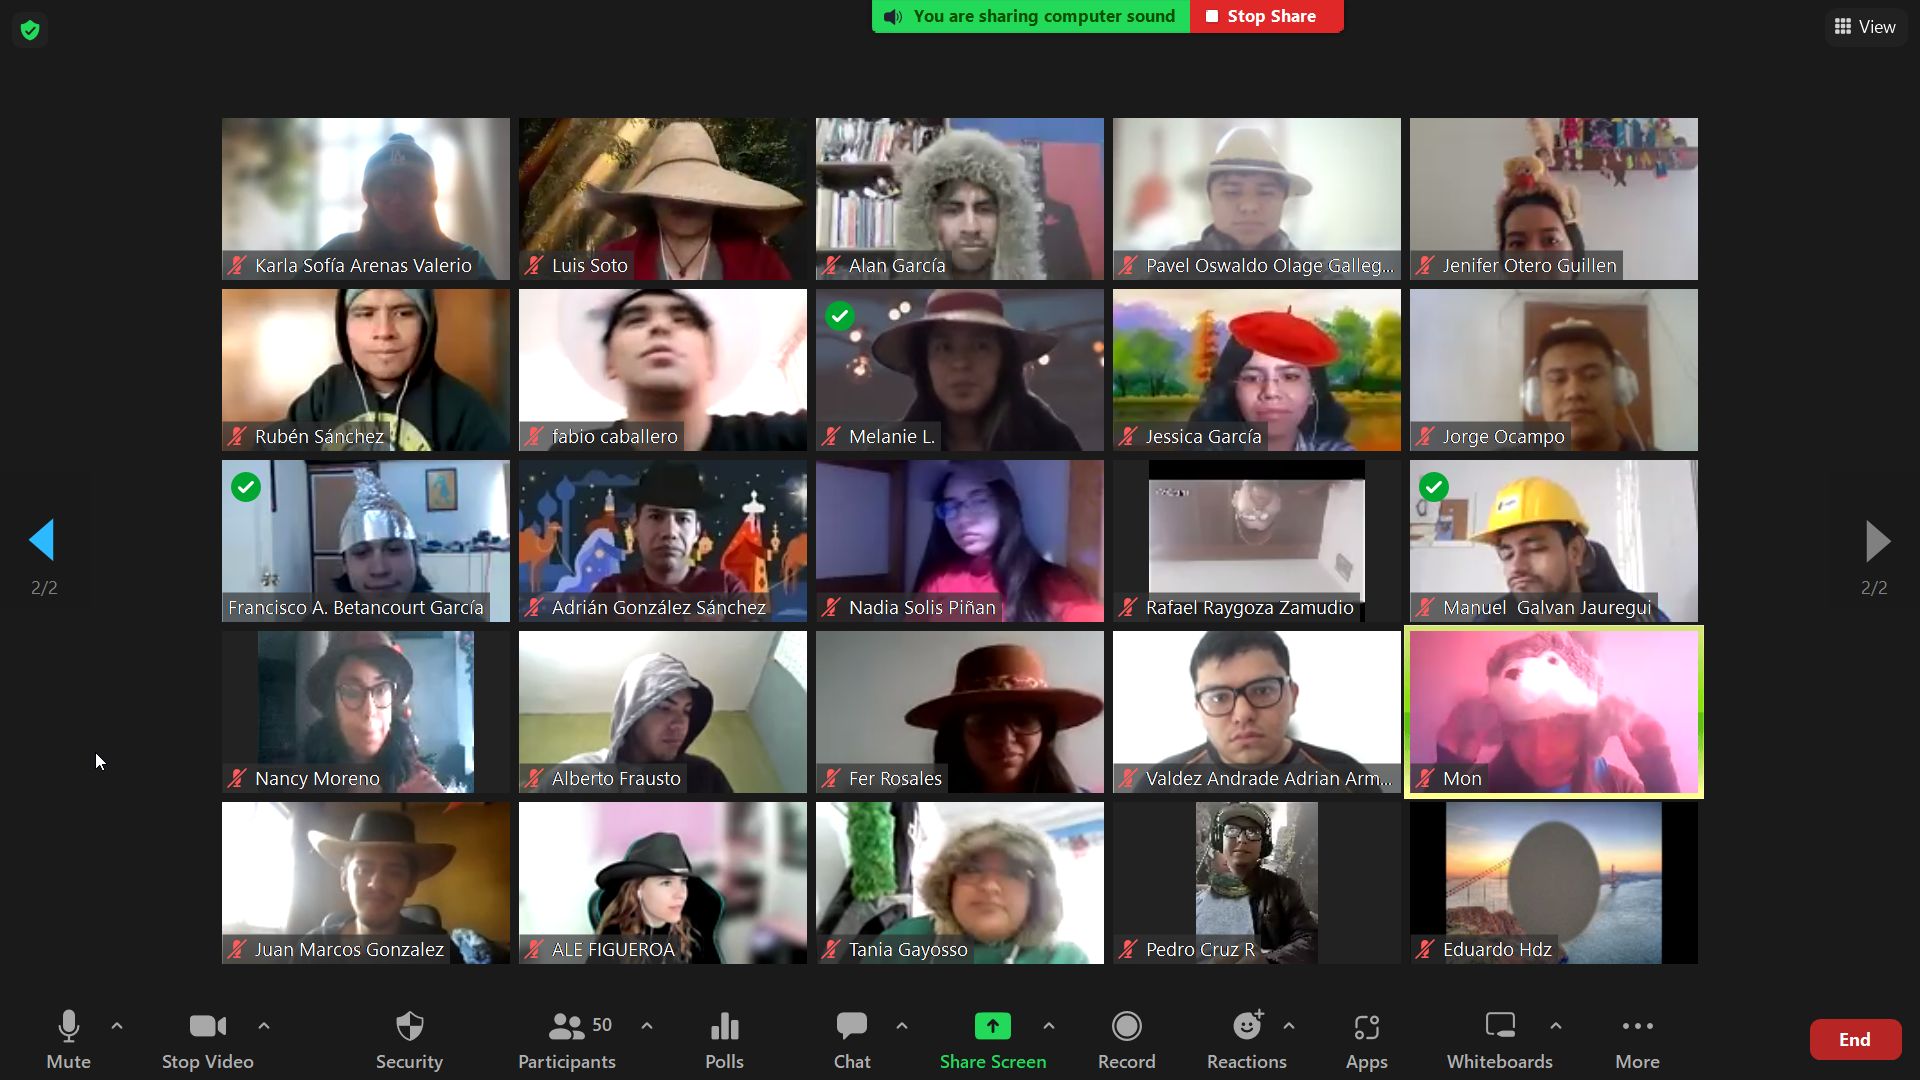 You are sharing computer sound
Stop Share
View
Karla Sofía Arenas Valerio
Luis Soto
Alan García
Pavel Oswaldo Olage Galleg...
Jenifer Otero Guillen
Rubén Sánchez
fabio caballero
Melanie L.
Jessica García
Jorge Ocampo
Francisco A. Betancourt García
Adrián González Sánchez
Nadia Solis Piñan
Rafael Raygoza Zamudio
Manuel Galvan Jauregui
2/2
2/2
Nancy Moreno
Alberto Frausto
Fer Rosales
Valdez Andrade Adrian Arm...
Mon
Juan Marcos Gonzalez
ALE FIGUEROA
Tania Gayosso
Pedro Cruz R
Eduardo Hdz
Mute
Stop Video
Security
Participants
50
Polls
Chat
Share Screen
Record
Reactions
Apps
Whiteboards
More
End